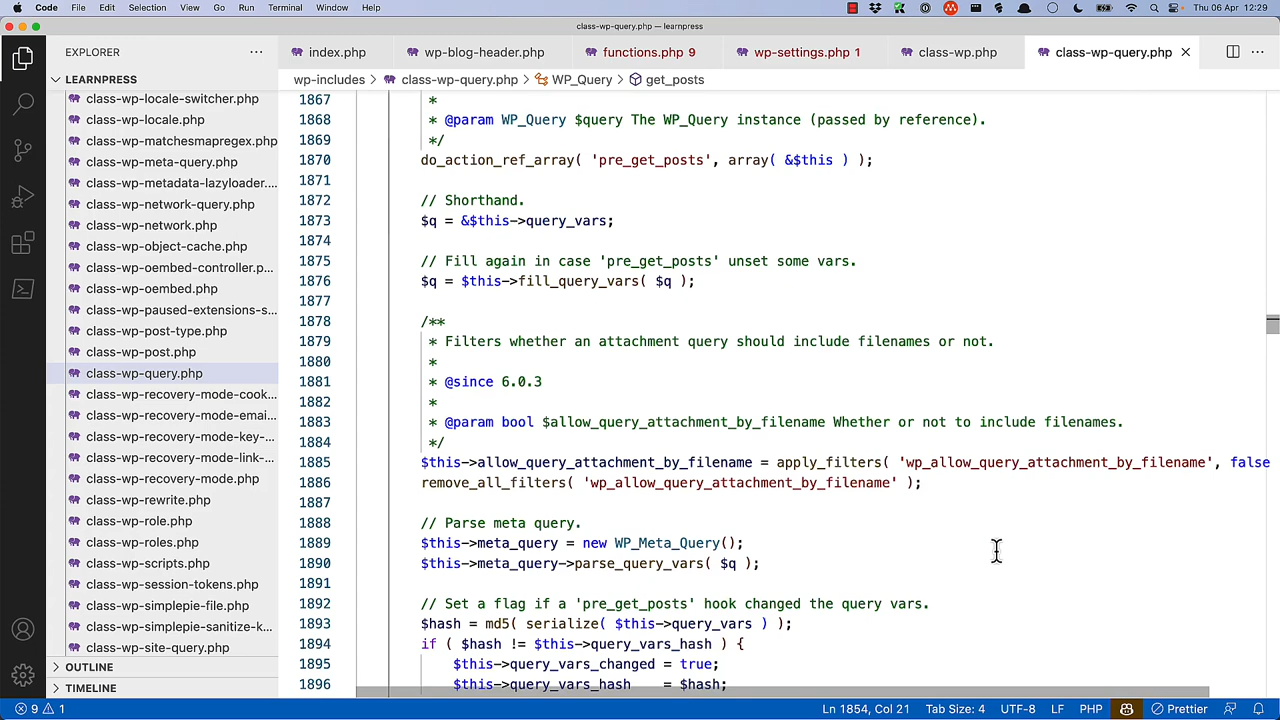 Code File Edit Selection View Go Run Terminal Window Help Thu 06 Apr 12:29
class-wp-query.php — learnpress
EXPLORER
LEARNPRESS
class-wp-locale-switcher.php
class-wp-locale.php
class-wp-matchesmapregex.php
class-wp-meta-query.php
class-wp-metadata-lazyloader....
class-wp-network-query.php
class-wp-network.php
class-wp-object-cache.php
class-wp-oembed-controller.p...
class-wp-oembed.php
class-wp-paused-extensions-s...
class-wp-post-type.php
class-wp-post.php
class-wp-query.php
class-wp-recovery-mode-cook...
class-wp-recovery-mode-emai...
class-wp-recovery-mode-key-...
class-wp-recovery-mode-link-...
class-wp-recovery-mode.php
class-wp-rewrite.php
class-wp-role.php
class-wp-roles.php
class-wp-scripts.php
class-wp-session-tokens.php
class-wp-simplepie-file.php
class-wp-simplepie-sanitize-k...
class-wp-site-query.php
OUTLINE
TIMELINE
index.php wp-blog-header.php functions.php 9 wp-settings.php 1 class-wp.php class-wp-query.php
wp-includes > class-wp-query.php > WP_Query > get_posts
1867 *
1868 * @param WP_Query $query The WP_Query instance (passed by reference).
1869 */
1870 do_action_ref_array( 'pre_get_posts', array( &$this ) );
1871
1872 // Shorthand.
1873 $q = &$this->query_vars;
1874
1875 // Fill again in case 'pre_get_posts' unset some vars.
1876 $q = $this->fill_query_vars( $q );
1877
1878 /**
1879 * Filters whether an attachment query should include filenames or not.
1880 *
1881 * @since 6.0.3
1882 *
1883 * @param bool $allow_query_attachment_by_filename Whether or not to include filenames.
1884 */
1885 $this->allow_query_attachment_by_filename = apply_filters( 'wp_allow_query_attachment_by_filename', false
1886 remove_all_filters( 'wp_allow_query_attachment_by_filename' );
1887
1888 // Parse meta query.
1889 $this->meta_query = new WP_Meta_Query();
1890 $this->meta_query->parse_query_vars( $q );
1891
1892 // Set a flag if a 'pre_get_posts' hook changed the query vars.
1893 $hash = md5( serialize( $this->query_vars ) );
1894 if ( $hash != $this->query_vars_hash ) {
1895 $this->query_vars_changed = true;
1896 $this->query_vars_hash = $hash;
9 1 Ln 1854, Col 21 Tab Size: 4 UTF-8 LF PHP Prettier